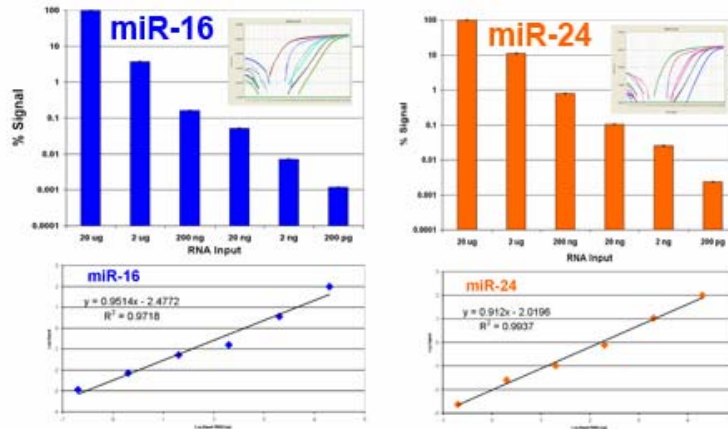 miR-16
100
10
1
0.1
0.01
0.001
0.0001
% Signal
20 ug
2 ug
200 ng
20 ng
2 ng
200 pg
RNA Input
miR-24
100
10
1
0.1
0.01
0.001
0.0001
% Signal
20 ug
2 ug
200 ng
20 ng
2 ng
200 pg
RNA Input
miR-16
y = 0.9514x - 2.4772
R² = 0.9718
miR-24
y = 0.912x - 2.0196
R² = 0.9937